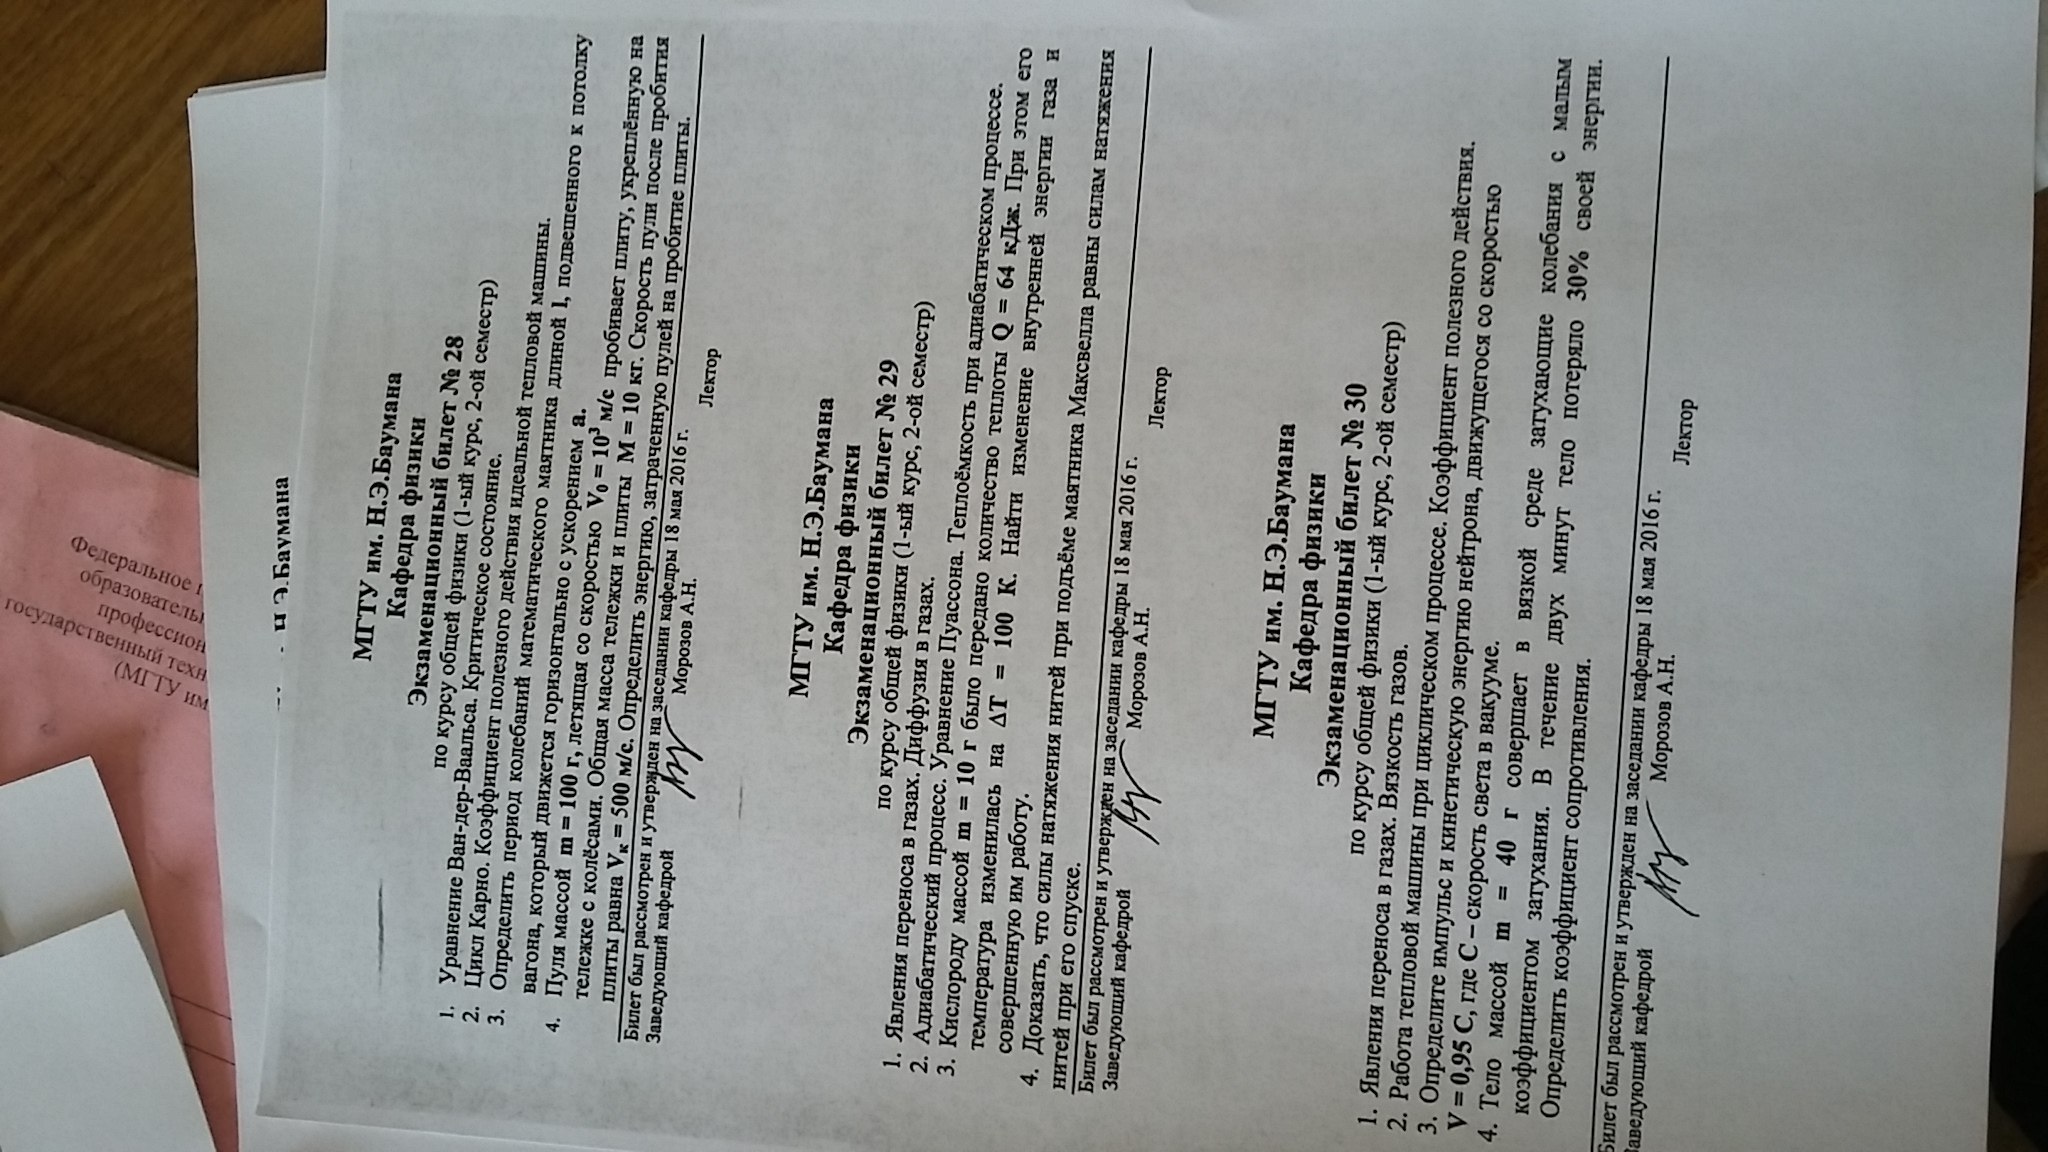 Федеральное
образователь
профессион
государственный техн
(МГТУ им
Н.Э.Баумана
МГТУ им. Н.Э.Баумана
Кафедра физики
Экзаменационный билет № 28
по курсу общей физики (1-ый курс, 2-ой семестр)
1. Уравнение Ван-дер-Ваальса. Критическое состояние.
2. Цикл Карно. Коэффициент полезного действия идеальной тепловой машины.
3. Определить период колебаний математического маятника длиной l, подвешенного к потолку
вагона, который движется горизонтально с ускорением a.
4. Пуля массой m = 100 г, летящая со скоростью V₀ = 10³ м/с пробивает плиту, укреплённую на
тележке с колёсами. Общая масса тележки и плиты M = 10 кг. Скорость пули после пробития
плиты равна Vк = 500 м/с. Определить энергию, затраченную пулей на пробитие плиты.
Билет был рассмотрен и утвержден на заседании кафедры 18 мая 2016 г.
Заведующий кафедрой Морозов А.Н. Лектор
МГТУ им. Н.Э.Баумана
Кафедра физики
Экзаменационный билет № 29
по курсу общей физики (1-ый курс, 2-ой семестр)
1. Явления переноса в газах. Диффузия в газах.
2. Адиабатический процесс. Уравнение Пуассона. Теплоёмкость при адиабатическом процессе.
3. Кислороду массой m = 10 г было передано количество теплоты Q = 64 кДж. При этом его
температура изменилась на ΔT = 100 K. Найти изменение внутренней энергии газа и
совершенную им работу.
4. Доказать, что силы натяжения нитей при подъёме маятника Максвелла равны силам натяжения
нитей при его спуске.
Билет был рассмотрен и утвержден на заседании кафедры 18 мая 2016 г.
Заведующий кафедрой Морозов А.Н. Лектор
МГТУ им. Н.Э.Баумана
Кафедра физики
Экзаменационный билет № 30
по курсу общей физики (1-ый курс, 2-ой семестр)
1. Явления переноса в газах. Вязкость газов.
2. Работа тепловой машины при циклическом процессе. Коэффициент полезного действия.
3. Определите импульс и кинетическую энергию нейтрона, движущегося со скоростью
V = 0,95 C, где C – скорость света в вакууме.
4. Тело массой m = 40 г совершает в вязкой среде затухающие колебания с малым
коэффициентом затухания. В течение двух минут тело потеряло 30% своей энергии.
Определить коэффициент сопротивления.
Билет был рассмотрен и утвержден на заседании кафедры 18 мая 2016 г.
Заведующий кафедрой Морозов А.Н. Лектор